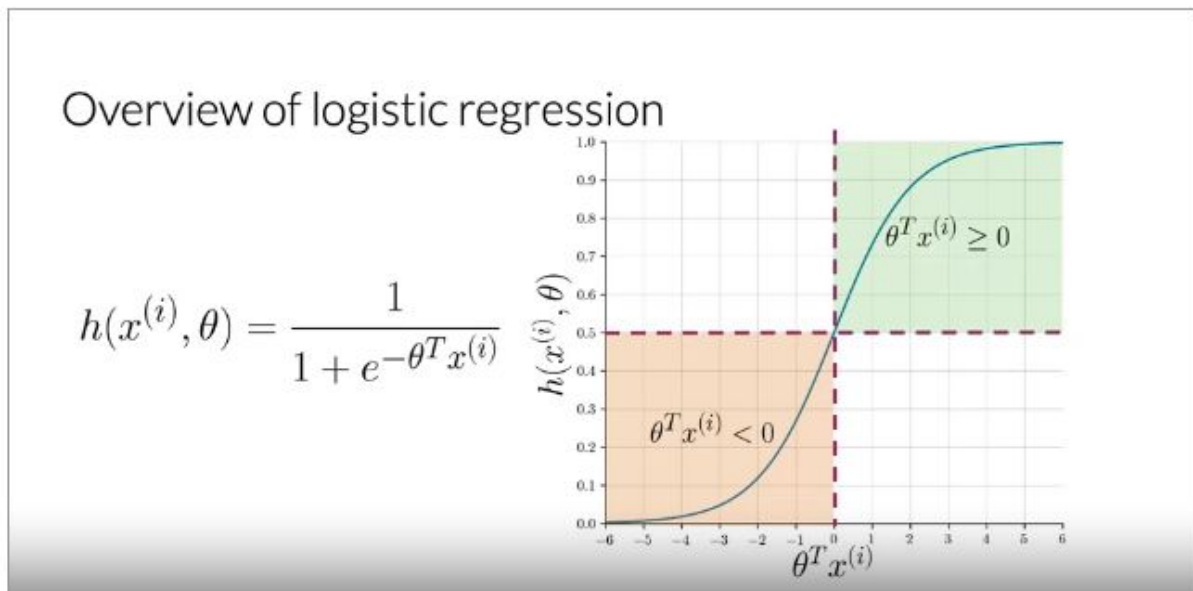 Overview of logistic regression
h(x^{(i)}, θ) = \frac{1}{1 + e^{-θ^T x^{(i)}}}
h(x^{(i)}, θ)
1.0
0.9
0.8
0.7
0.6
0.5
0.4
0.3
0.2
0.1
0.0
θ^T x^{(i)} ≥ 0
θ^T x^{(i)} < 0
-6 -5 -4 -3 -2 -1 0 1 2 3 4 5 6
θ^T x^{(i)}